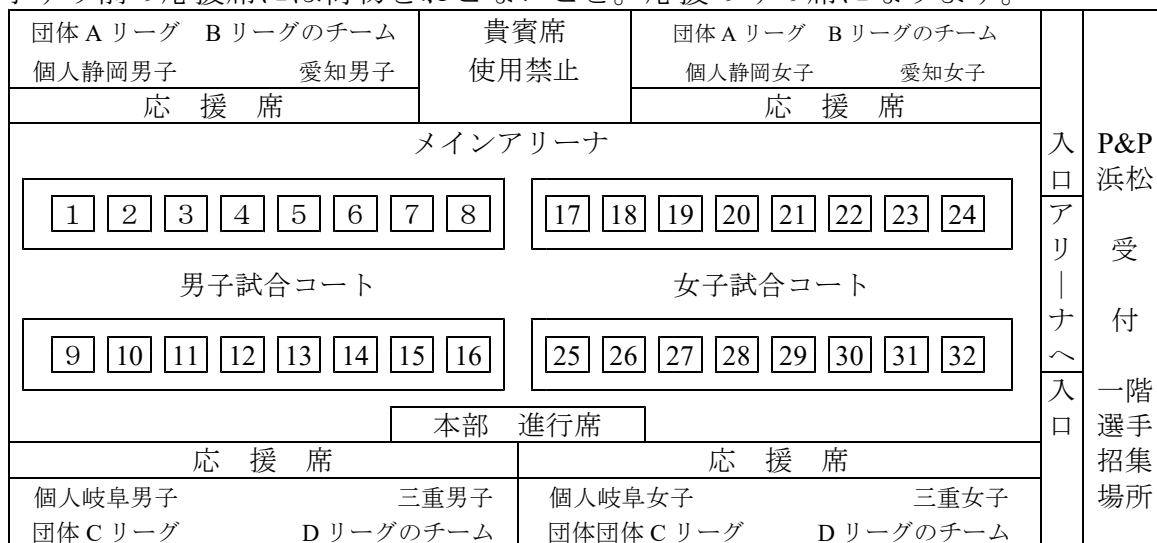 団体 A リーグ B リーグのチーム
個人静岡男子 愛知男子
応 援 席
貴賓席
使用禁止
団体 A リーグ B リーグのチーム
個人静岡女子 愛知女子
応 援 席
メインアリーナ
1 2 3 4 5 6 7 8
17 18 19 20 21 22 23 24
男子試合コート
女子試合コート
9 10 11 12 13 14 15 16
25 26 27 28 29 30 31 32
本部 進行席
応 援 席
個人岐阜男子 三重男子
団体 C リーグ D リーグのチーム
応 援 席
個人岐阜女子 三重女子
団体団体 C リーグ D リーグのチーム
入口
アリーナへ
入口
P&P
浜松
受
付
一階
選手
招集
場所